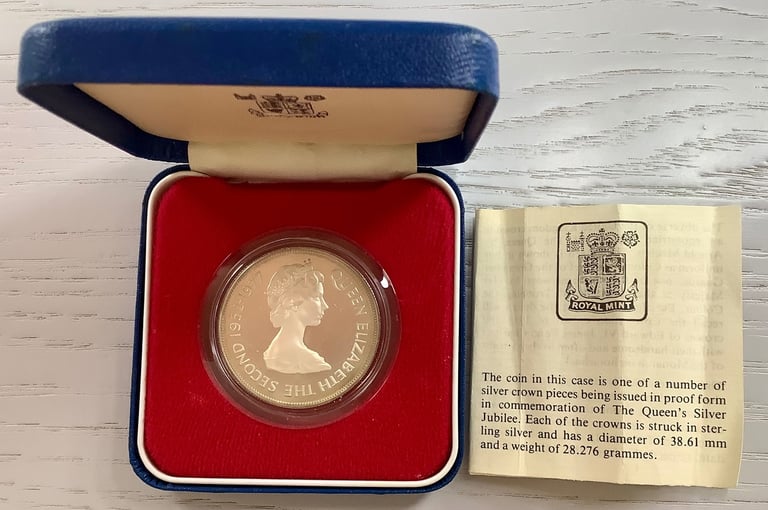 QUEEN ELIZABETH THE SECOND 1952-1977
ROYAL MINT
The coin in this case is one of a number of
silver crown pieces being issued in proof form
in commemoration of The Queen's Silver
Jubilee. Each of the crowns is struck in ster-
ling silver and has a diameter of 38.61 mm
and a weight of 28.276 grammes.